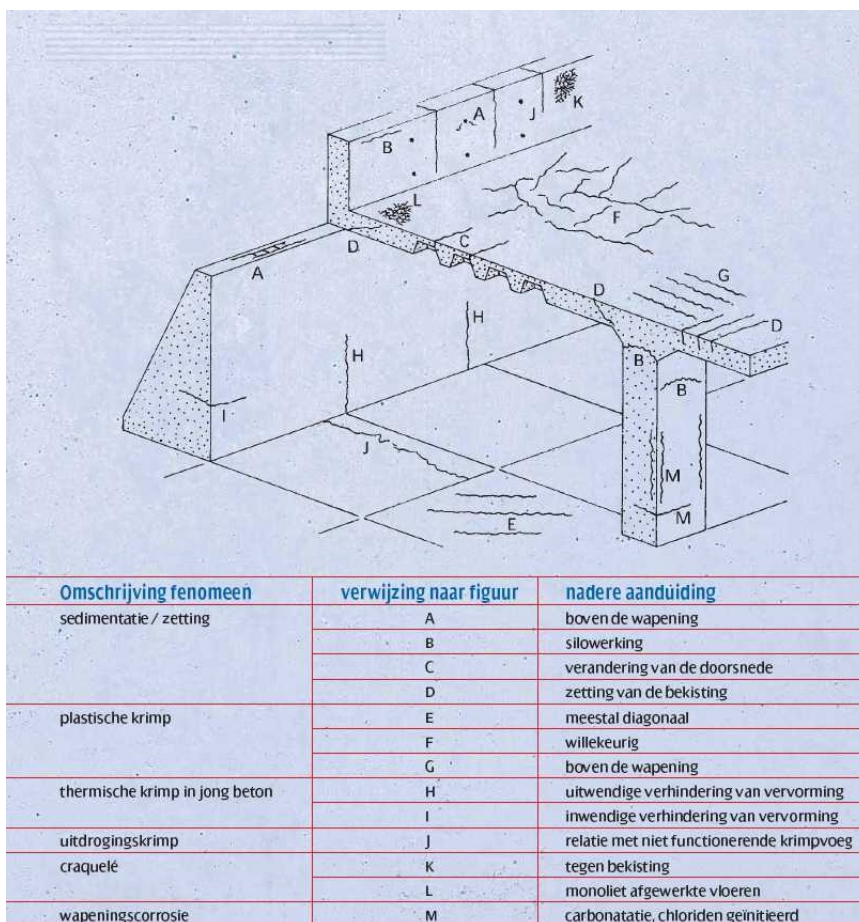 K
A
J
B
L
F
C
D
A
G
D
D
H
H
B
B
I
J
M
E
M
Omschrijving fenomeen verwijzing naar figuur nadere aanduiding
sedimentatie / zetting A boven de wapening
B silowerking
C verandering van de doorsnede
D zetting van de bekisting
plastische krimp E meestal diagonaal
F willekeurig
G boven de wapening
thermische krimp in jong beton H uitwendige verhindering van vervorming
I inwendige verhindering van vervorming
uitdrogingskrimp J relatie met niet functionerende krimpvoeg
craquelé K tegen bekisting
L monoliet afgewerkte vloeren
wapeningscorrosie M carbonatatie, chloriden geïnitieerd